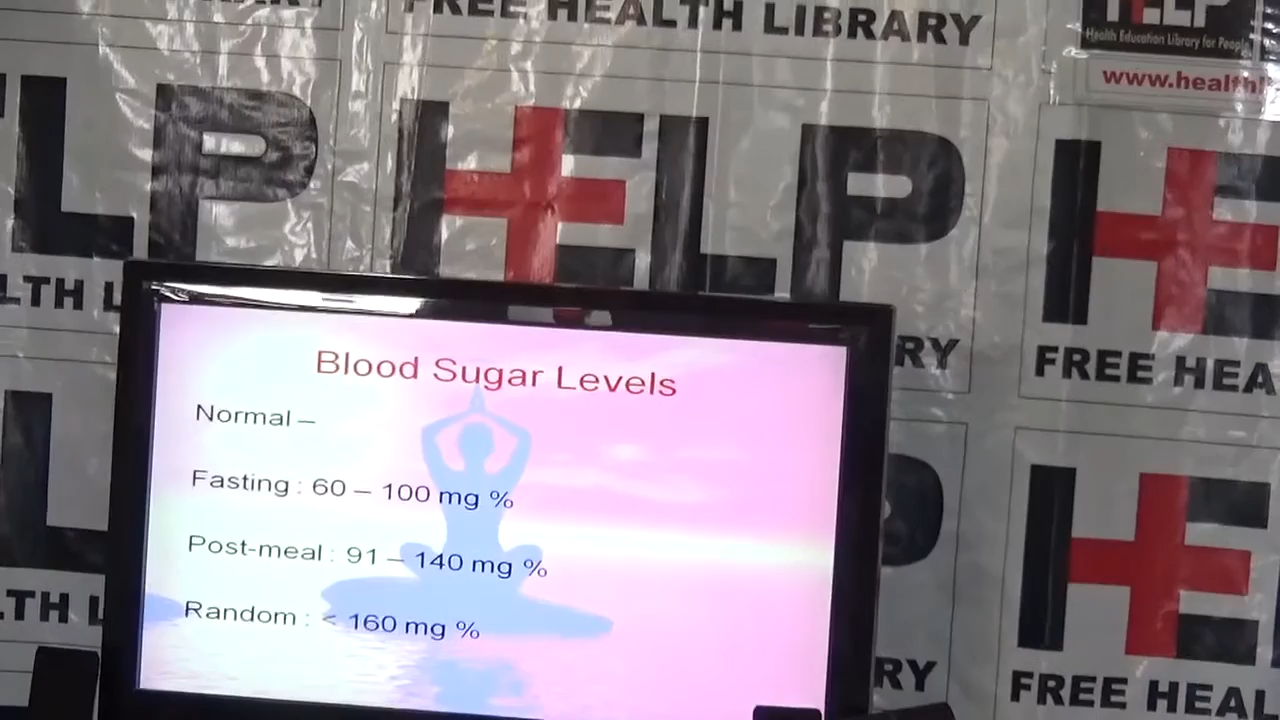 FREE HEALTH LIBRARY
HELP
Health Education Library for People
www.healthl
LP
HELP
HE
LTH L
RY
FREE HEA
Blood Sugar Levels
Normal –
Fasting : 60 – 100 mg %
Post-meal : 91 – 140 mg %
Random : < 160 mg %
L
P
HE
LTH L
RY
FREE HEAL